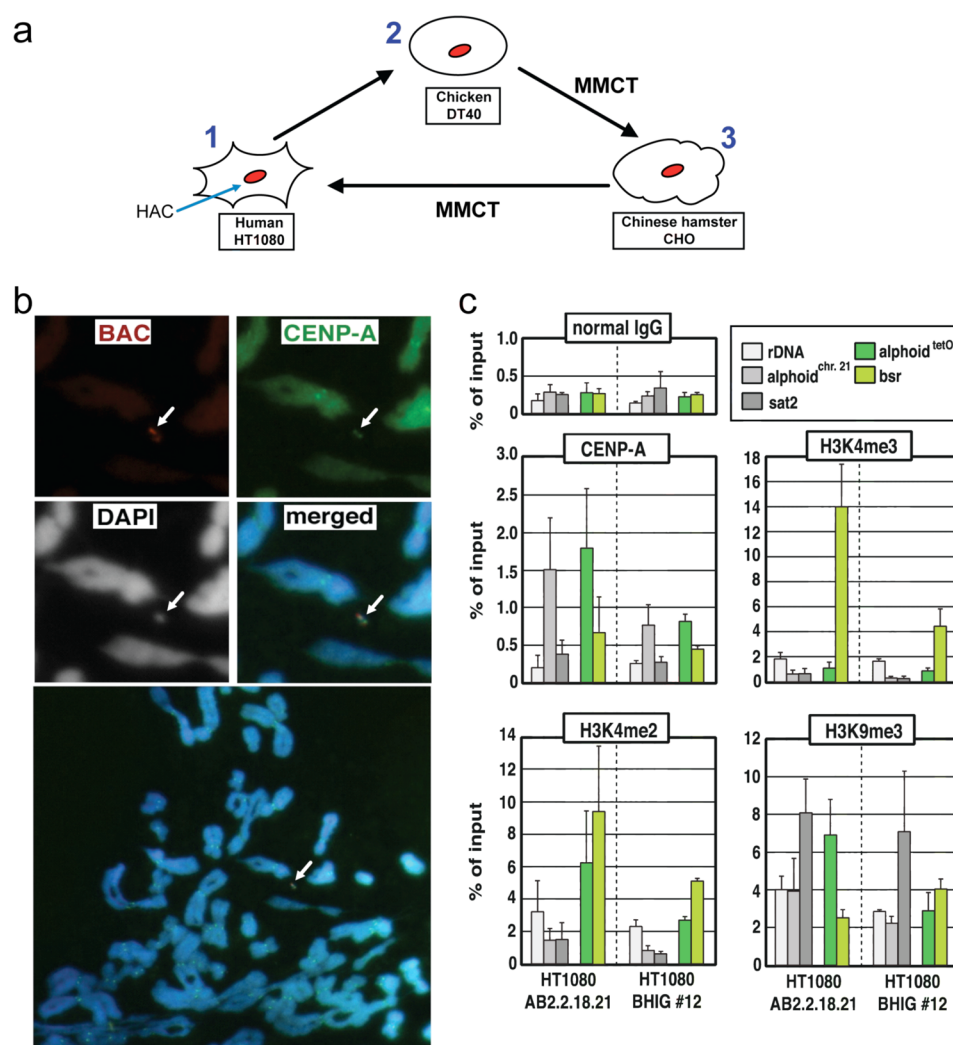 a
2
Chicken
DT40
MMCT
1
3
HAC
Human
HT1080
MMCT
Chinese hamster
CHO
b
BAC
CENP-A
DAPI
merged
c
normal IgG
% of input
1.0
0.5
0
rDNA
alphoid chr. 21
sat2
alphoid tetO
bsr
CENP-A
% of input
3.0
2.5
2.0
1.5
1.0
0.5
0
H3K4me3
18
16
14
12
10
8
6
4
2
0
H3K4me2
% of input
14
12
10
8
6
4
2
0
HT1080
AB2.2.18.21
HT1080
BHIG #12
H3K9me3
12
10
8
6
4
2
0
HT1080
AB2.2.18.21
HT1080
BHIG #12